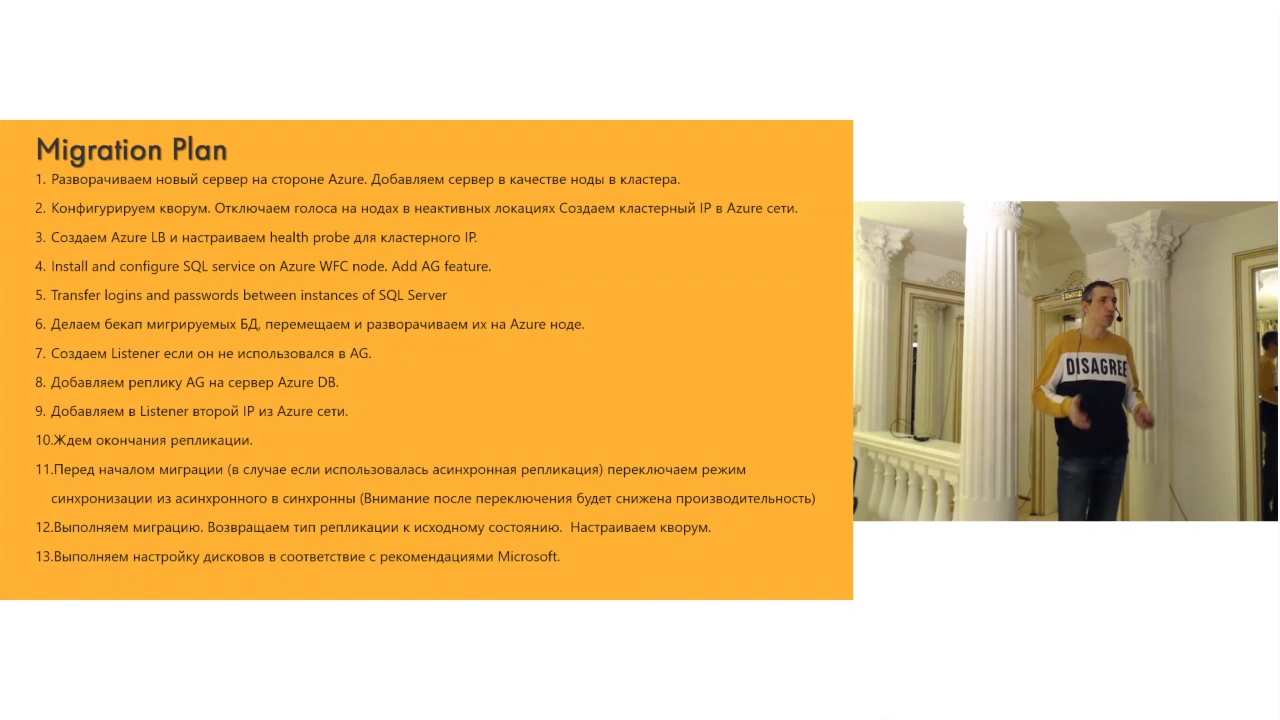 Migration Plan
1. Разворачиваем новый сервер на стороне Azure. Добавляем сервер в качестве ноды в кластера.
2. Конфигурируем кворум. Отключаем голоса на нодах в неактивных локациях Создаем кластерный IP в Azure сети.
3. Создаем Azure LB и настраиваем health probe для кластерного IP.
4. Install and configure SQL service on Azure WFC node. Add AG feature.
5. Transfer logins and passwords between instances of SQL Server
6. Делаем бекап мигрируемых БД, перемещаем и разворачиваем их на Azure ноде.
7. Создаем Listener если он не использовался в AG.
8. Добавляем реплику AG на сервер Azure DB.
9. Добавляем в Listener второй IP из Azure сети.
10.Ждем окончания репликации.
11.Перед началом миграции (в случае если использовалась асинхронная репликация) переключаем режим
синхронизации из асинхронного в синхронны (Внимание после переключения будет снижена производительность)
12.Выполняем миграцию. Возвращаем тип репликации к исходному состоянию.  Настраиваем кворум.
13.Выполняем настройку дисковов в соответствие с рекомендациями Microsoft.
DISAGREE